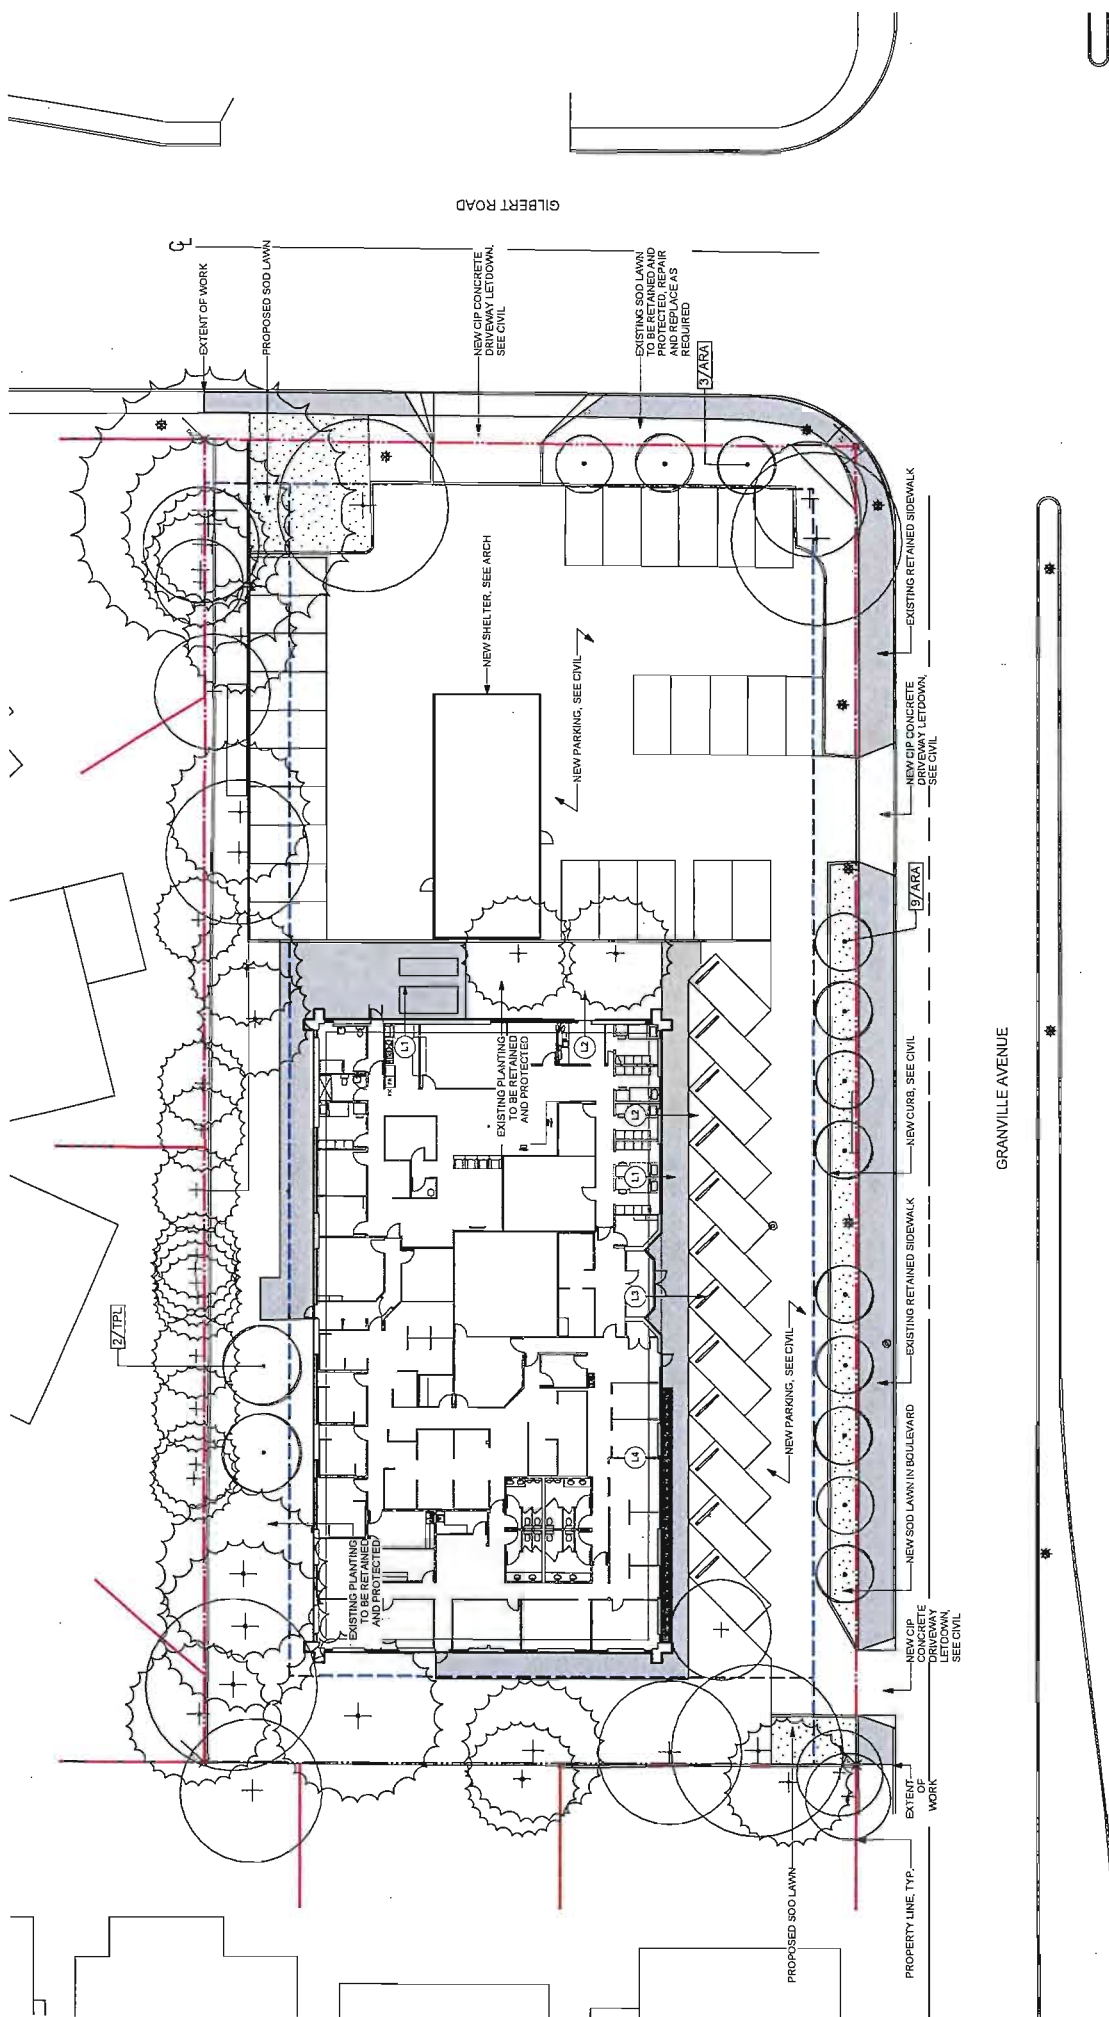 GILBERT ROAD
CL
EXTENT OF WORK
PROPOSED SOD LAWN
NEW CIP CONCRETE
DRIVEWAY LETDOWN,
SEE CIVIL
EXISTING SOD LAWN
TO BE RETAINED AND
PROTECTED, REPAIR
AND REPLACE AS
REQUIRED
3/ARA
NEW SHELTER, SEE ARCH
NEW PARKING, SEE CIVIL
EXISTING RETAINED SIDEWALK
NEW CIP CONCRETE
DRIVEWAY LETDOWN,
SEE CIVIL
9/ARA
L1
EXISTING PLANTING
TO BE RETAINED
AND PROTECTED
L2
L2
L1
L3
L4
NEW CURB, SEE CIVIL
GRANVILLE AVENUE
EXISTING RETAINED SIDEWALK
2/TPL
NEW PARKING, SEE CIVIL
NEW SOD LAWN IN BOULEVARD
EXISTING PLANTING
TO BE RETAINED
AND PROTECTED
NEW CIP
CONCRETE
DRIVEWAY
LETDOWN,
SEE CIVIL
EXTENT
OF
WORK
PROPOSED SOD LAWN
PROPERTY LINE, TYP.